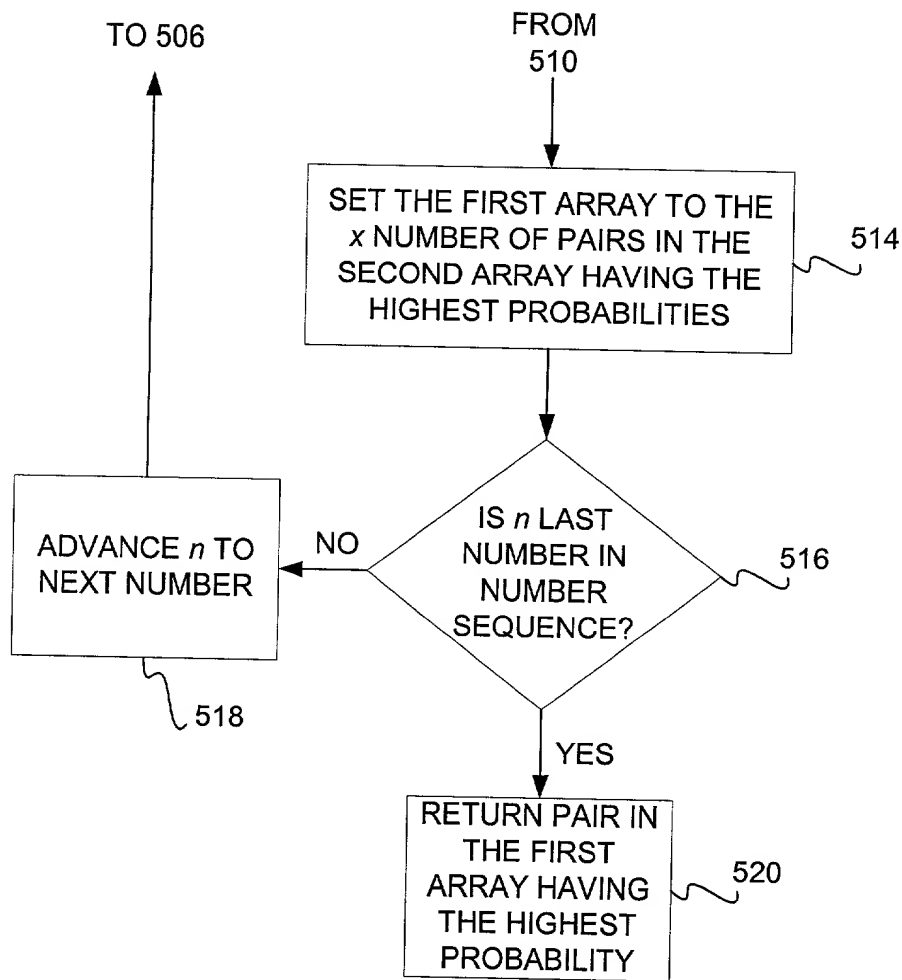 TO 506
FROM
510
SET THE FIRST ARRAY TO THE
x NUMBER OF PAIRS IN THE
SECOND ARRAY HAVING THE
HIGHEST PROBABILITIES
514
IS n LAST
NUMBER IN
NUMBER
SEQUENCE?
516
NO
ADVANCE n TO
NEXT NUMBER
518
YES
RETURN PAIR IN
THE FIRST
ARRAY HAVING
THE HIGHEST
PROBABILITY
520